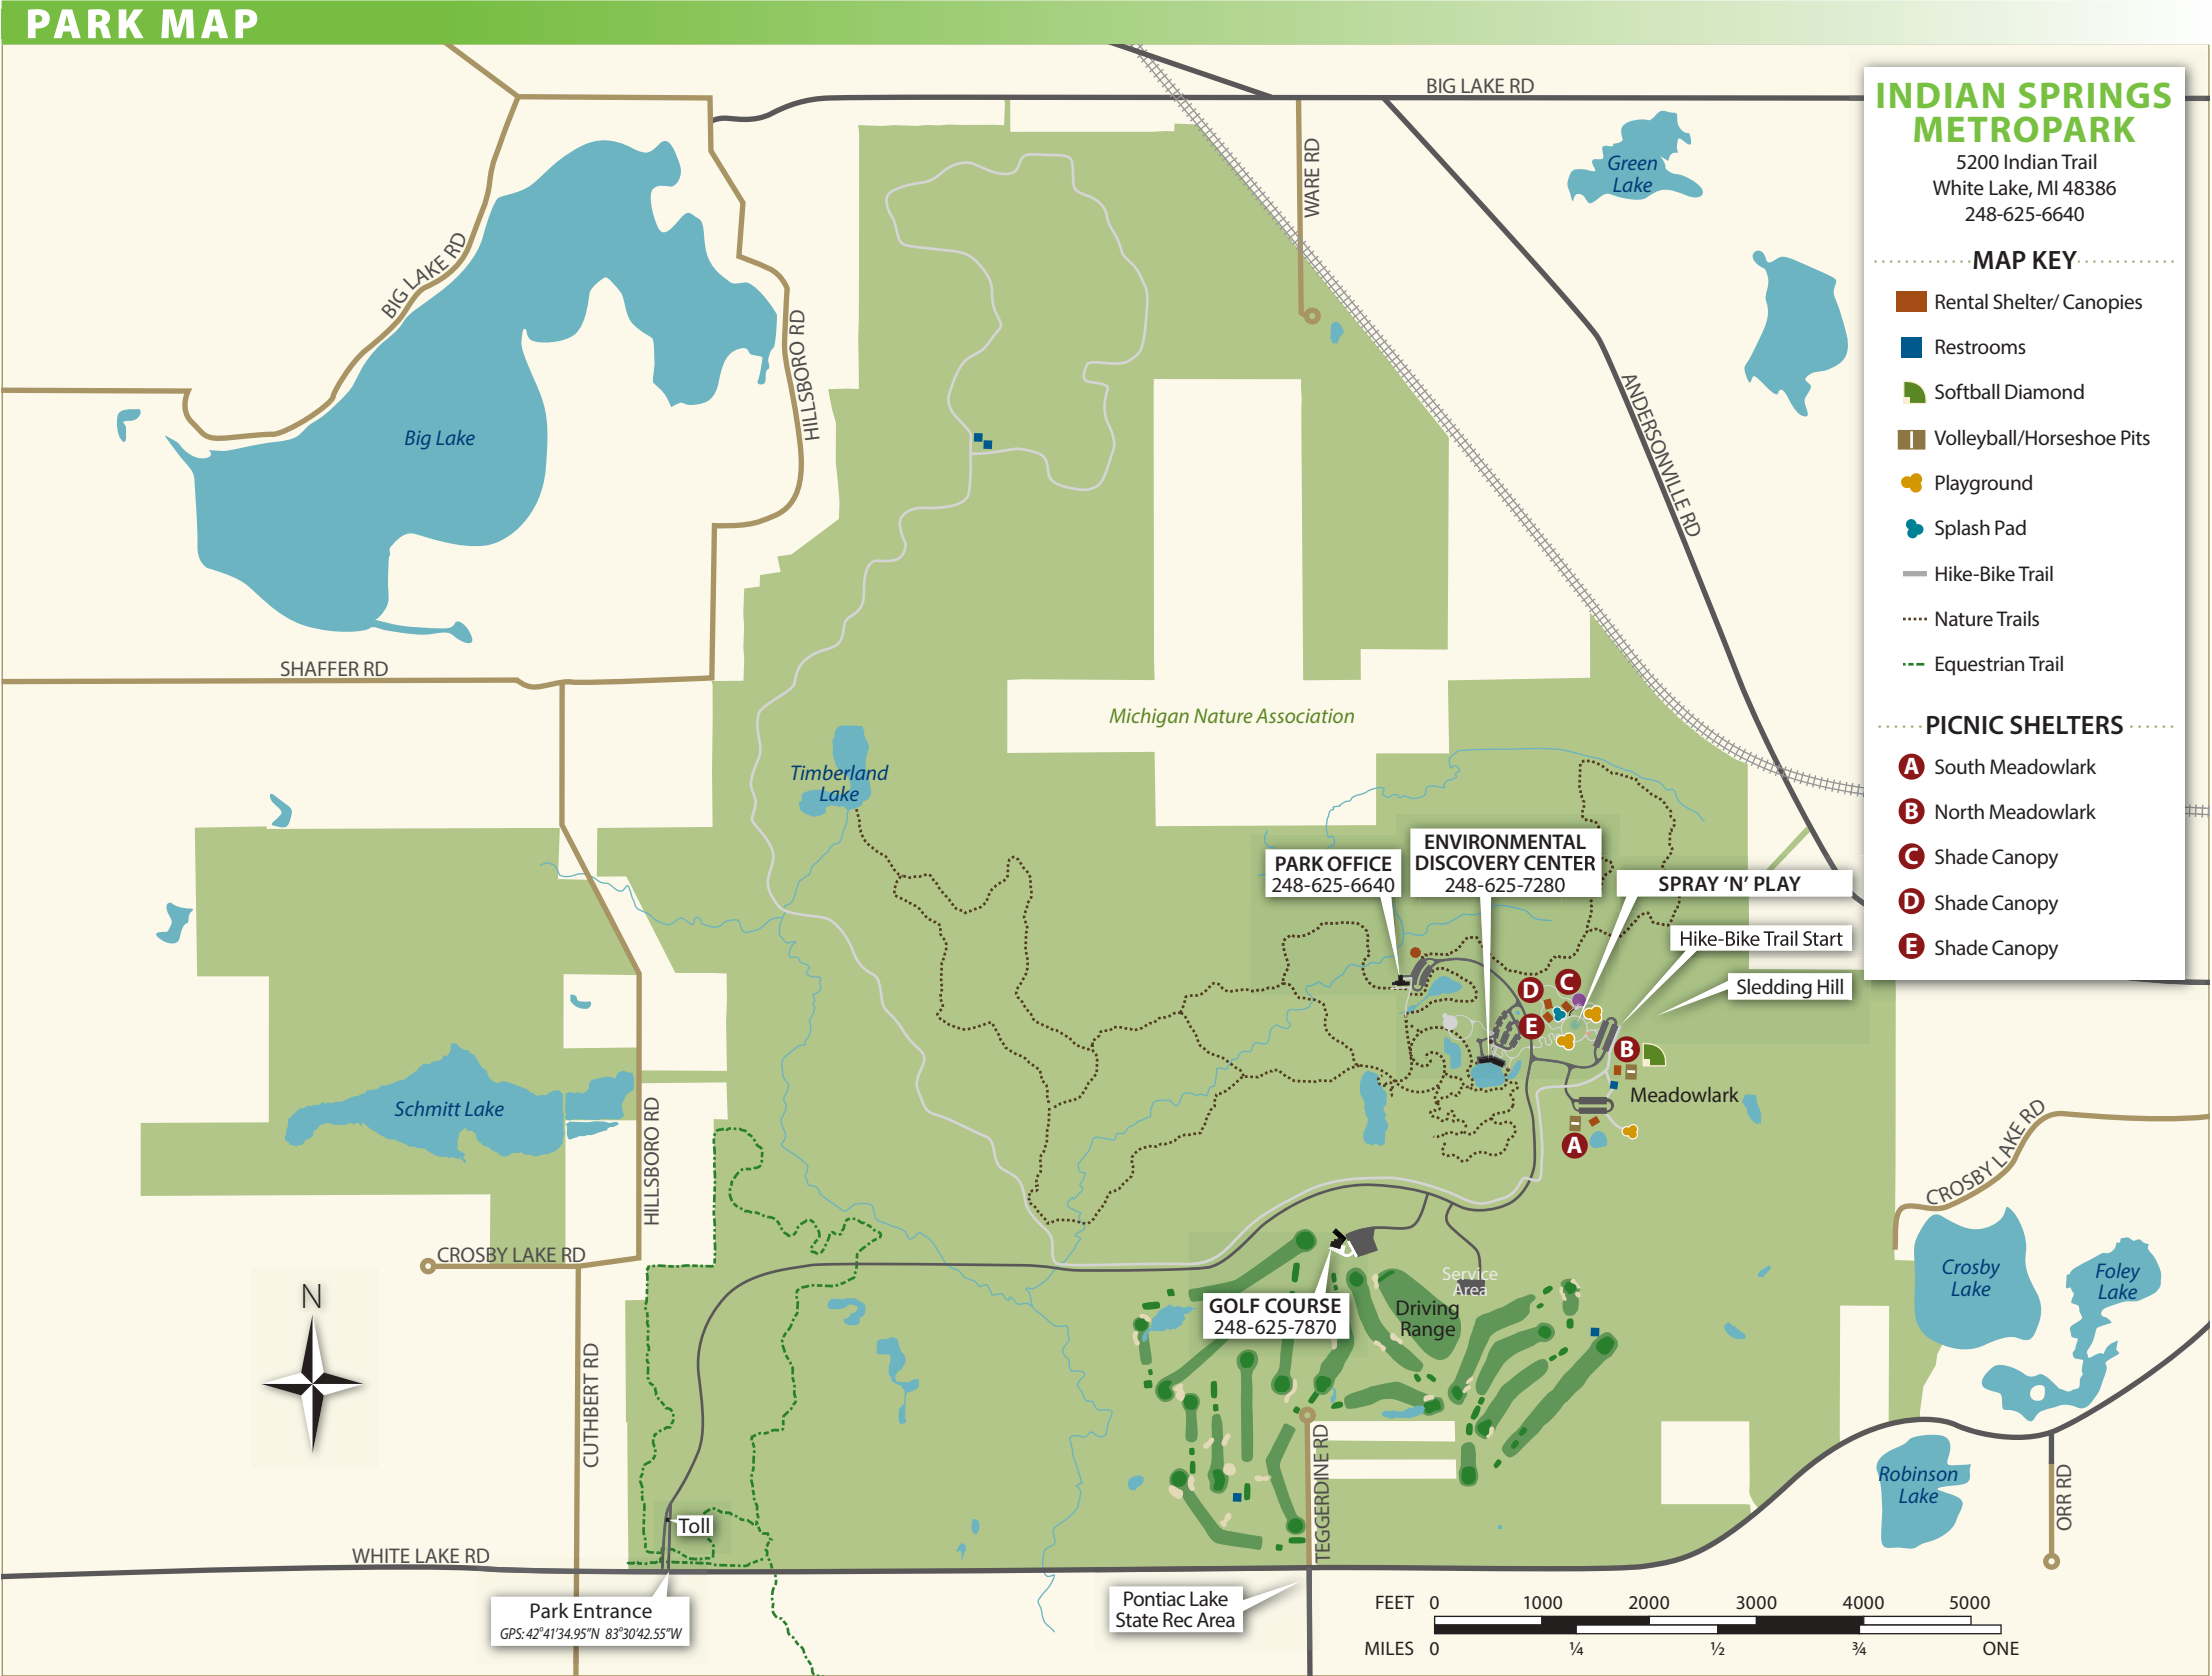 PARK MAP
BIG LAKE RD
INDIAN SPRINGS
METROPARK
5200 Indian Trail
White Lake, MI 48386
248-625-6640
MAP KEY
Rental Shelter/ Canopies
Restrooms
Softball Diamond
Volleyball/Horseshoe Pits
Playground
Splash Pad
Hike-Bike Trail
Nature Trails
Equestrian Trail
PICNIC SHELTERS
A South Meadowlark
B North Meadowlark
C Shade Canopy
D Shade Canopy
E Shade Canopy
Green
Lake
WARE RD
BIG LAKE RD
HILLSBORO RD
ANDERSONVILLE RD
Big Lake
SHAFFER RD
Michigan Nature Association
Timberland
Lake
PARK OFFICE
248-625-6640
ENVIRONMENTAL
DISCOVERY CENTER
248-625-7280
SPRAY ‘N’ PLAY
Hike-Bike Trail Start
Sledding Hill
D
C
E
B
A
Meadowlark
Schmitt Lake
HILLSBORO RD
CROSBY LAKE RD
CROSBY LAKE RD
Crosby
Lake
Foley
Lake
N
Service
Area
GOLF COURSE
248-625-7870
Driving
Range
CUTHBERT RD
TEGGERDINE RD
Robinson
Lake
ORR RD
Toll
WHITE LAKE RD
Park Entrance
GPS: 42°41'34.95"N 83°30'42.55"W
Pontiac Lake
State Rec Area
FEET 0 1000 2000 3000 4000 5000
MILES 0 ¼ ½ ¾ ONE